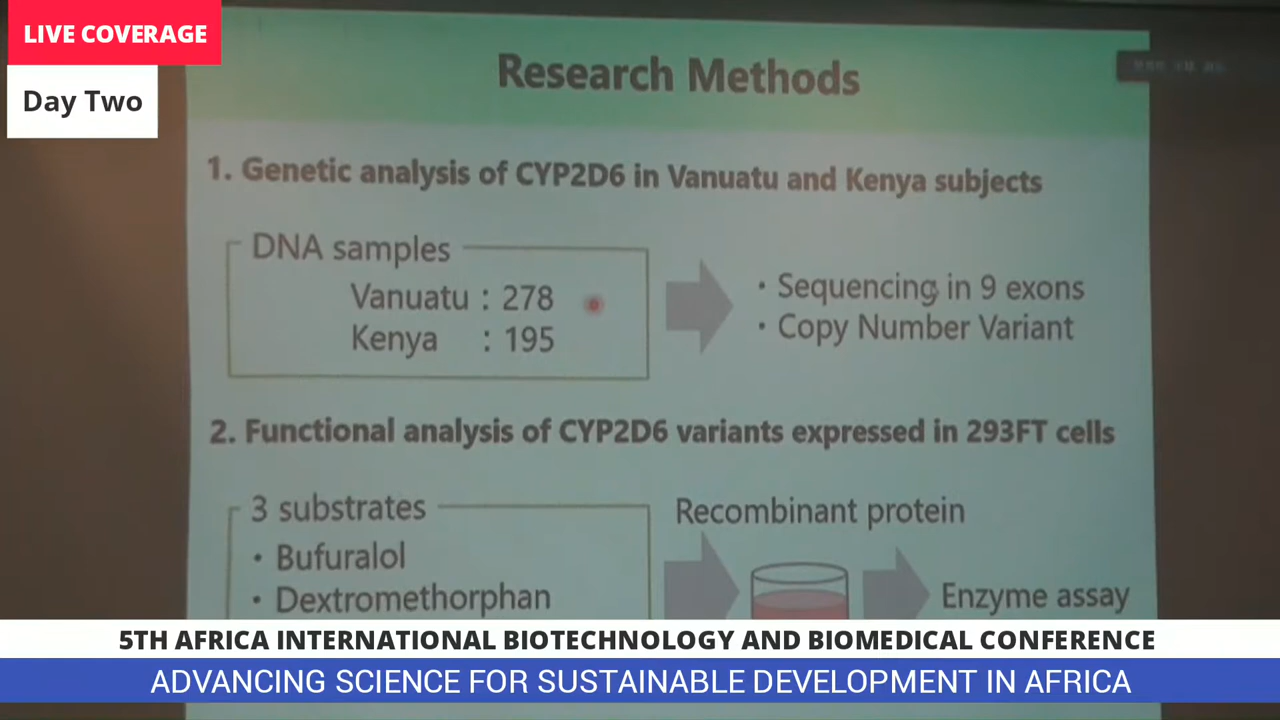 LIVE COVERAGE
Day Two
Research Methods
1. Genetic analysis of CYP2D6 in Vanuatu and Kenya subjects
DNA samples
Vanuatu : 278
Kenya : 195
• Sequencing in 9 exons
• Copy Number Variant
2. Functional analysis of CYP2D6 variants expressed in 293FT cells
3 substrates
• Bufuralol
• Dextromethorphan
Recombinant protein
Enzyme assay
5TH AFRICA INTERNATIONAL BIOTECHNOLOGY AND BIOMEDICAL CONFERENCE
ADVANCING SCIENCE FOR SUSTAINABLE DEVELOPMENT IN AFRICA